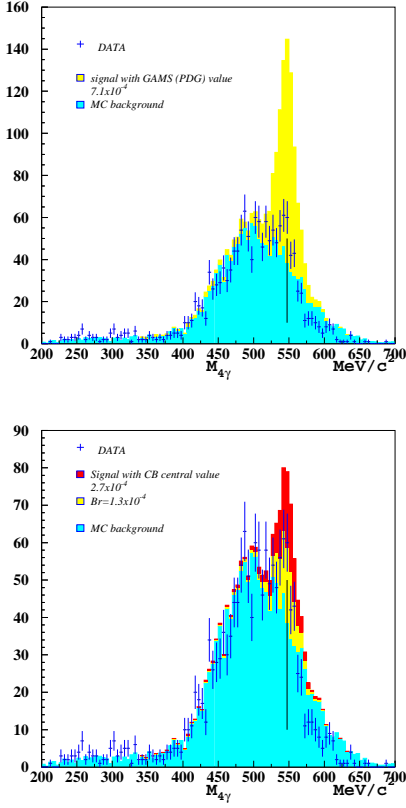 160
DATA
140
signal with GAMS (PDG) value
7.1x10-4
120
MC background
100
80
60
40
20
0
200 250 300 350 400 450 500 550 600 650 700
M4γ MeV/c2
90
DATA
80
Signal with CB central value
2.7x10-4
Br=1.3x10-4
70
MC background
60
50
40
30
20
10
0
200 250 300 350 400 450 500 550 600 650 700
M4γ MeV/c2